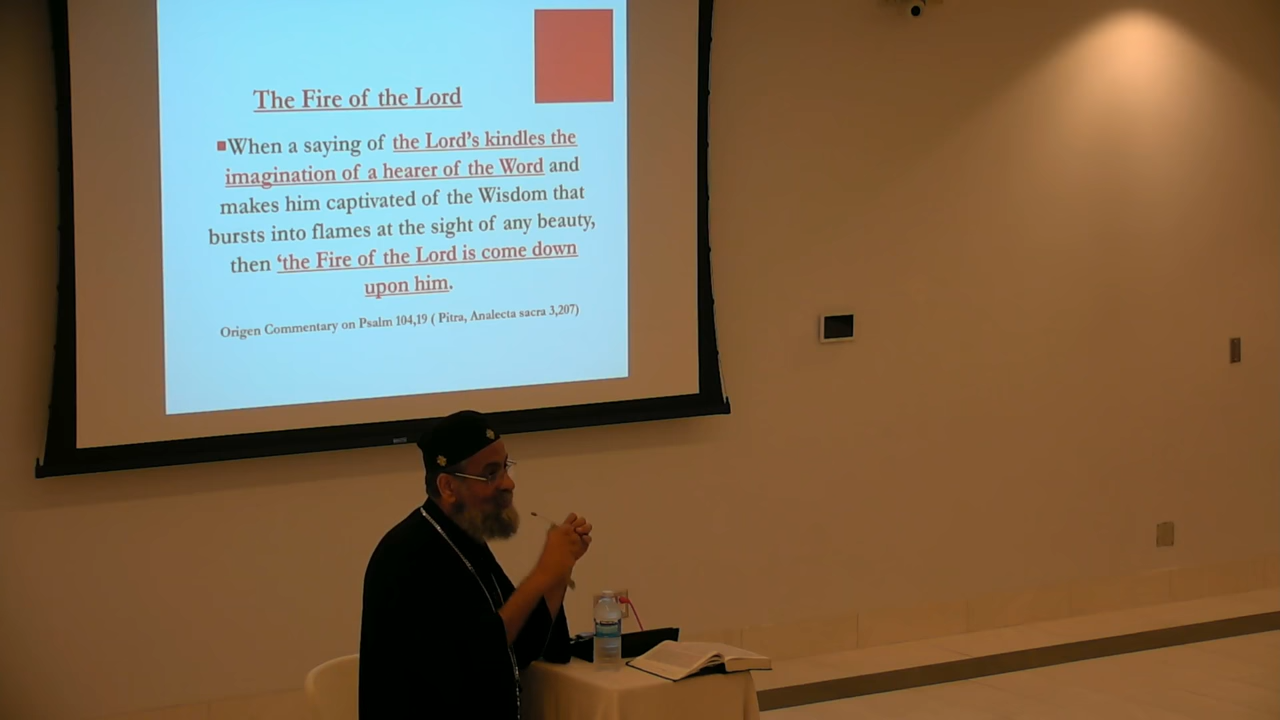 The Fire of the Lord
When a saying of the Lord's kindles the
imagination of a hearer of the Word and
makes him captivated of the Wisdom that
bursts into flames at the sight of any beauty,
then ‘the Fire of the Lord is come down
upon him.
Origen Commentary on Psalm 104,19 ( Pitra, Analecta sacra 3,207)